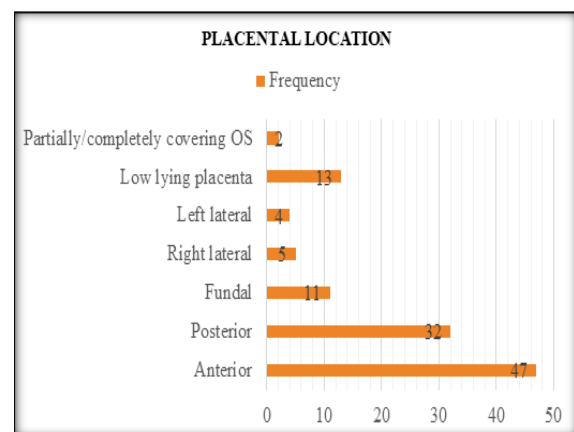 PLACENTAL LOCATION
Frequency
Partially/completely covering OS 2
Low lying placenta 13
Left lateral 4
Right lateral 5
Fundal 11
Posterior 32
Anterior 47
0 10 20 30 40 50